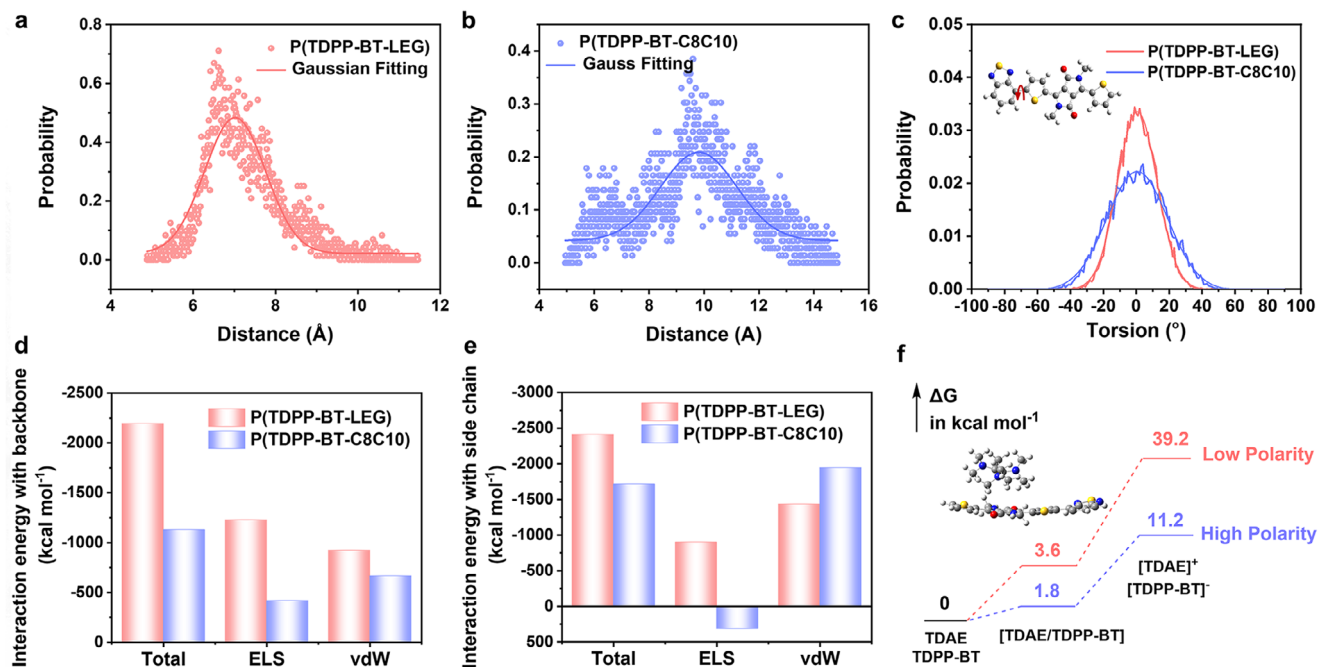 a
0.8
0.6
0.4
0.2
0.0
Probability
P(TDPP-BT-LEG)
Gaussian Fitting
4
6
8
10
12
Distance (Å)
b
0.4
0.3
0.2
0.1
0.0
Probability
P(TDPP-BT-C8C10)
Gauss Fitting
4
6
8
10
12
14
16
Distance (A)
c
0.05
0.04
0.03
0.02
0.01
0.00
Probability
P(TDPP-BT-LEG)
P(TDPP-BT-C8C10)
-100
-80
-60
-40
-20
0
20
40
60
80
100
Torsion (°)
d
-2500
-2000
-1500
-1000
-500
0
Interaction energy with backbone
(kcal mol⁻¹)
P(TDPP-BT-LEG)
P(TDPP-BT-C8C10)
Total
ELS
vdW
e
-3000
-2500
-2000
-1500
-1000
-500
0
500
Interaction energy with side chain
(kcal mol⁻¹)
P(TDPP-BT-LEG)
P(TDPP-BT-C8C10)
Total
ELS
vdW
f
ΔG
in kcal mol⁻¹
39.2
Low Polarity
11.2
High Polarity
3.6
1.8
0
[TDAE]⁺
[TDPP-BT]⁻
TDAE
TDPP-BT
[TDAE/TDPP-BT]